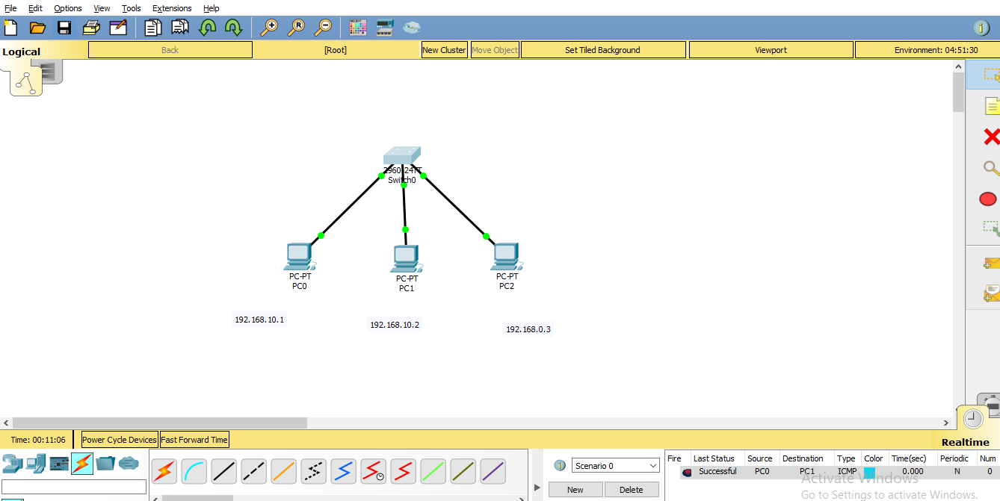 File Edit Options View Tools Extensions Help
Logical Back [Root] New Cluster Move Object Set Tiled Background Viewport Environment: 04:51:30
2960-24TT
Switch0
PC-PT
PC0
PC-PT
PC1
PC-PT
PC2
192.168.10.1
192.168.10.2
192.168.0.3
Time: 00:11:06 Power Cycle Devices Fast Forward Time
Realtime
Scenario 0
New Delete
Fire Last Status Source Destination Type Color Time(sec) Periodic Num
Successful PC0 PC1 ICMP 0.000 N 0
Activate Windows
Go to Settings to activate Windows.